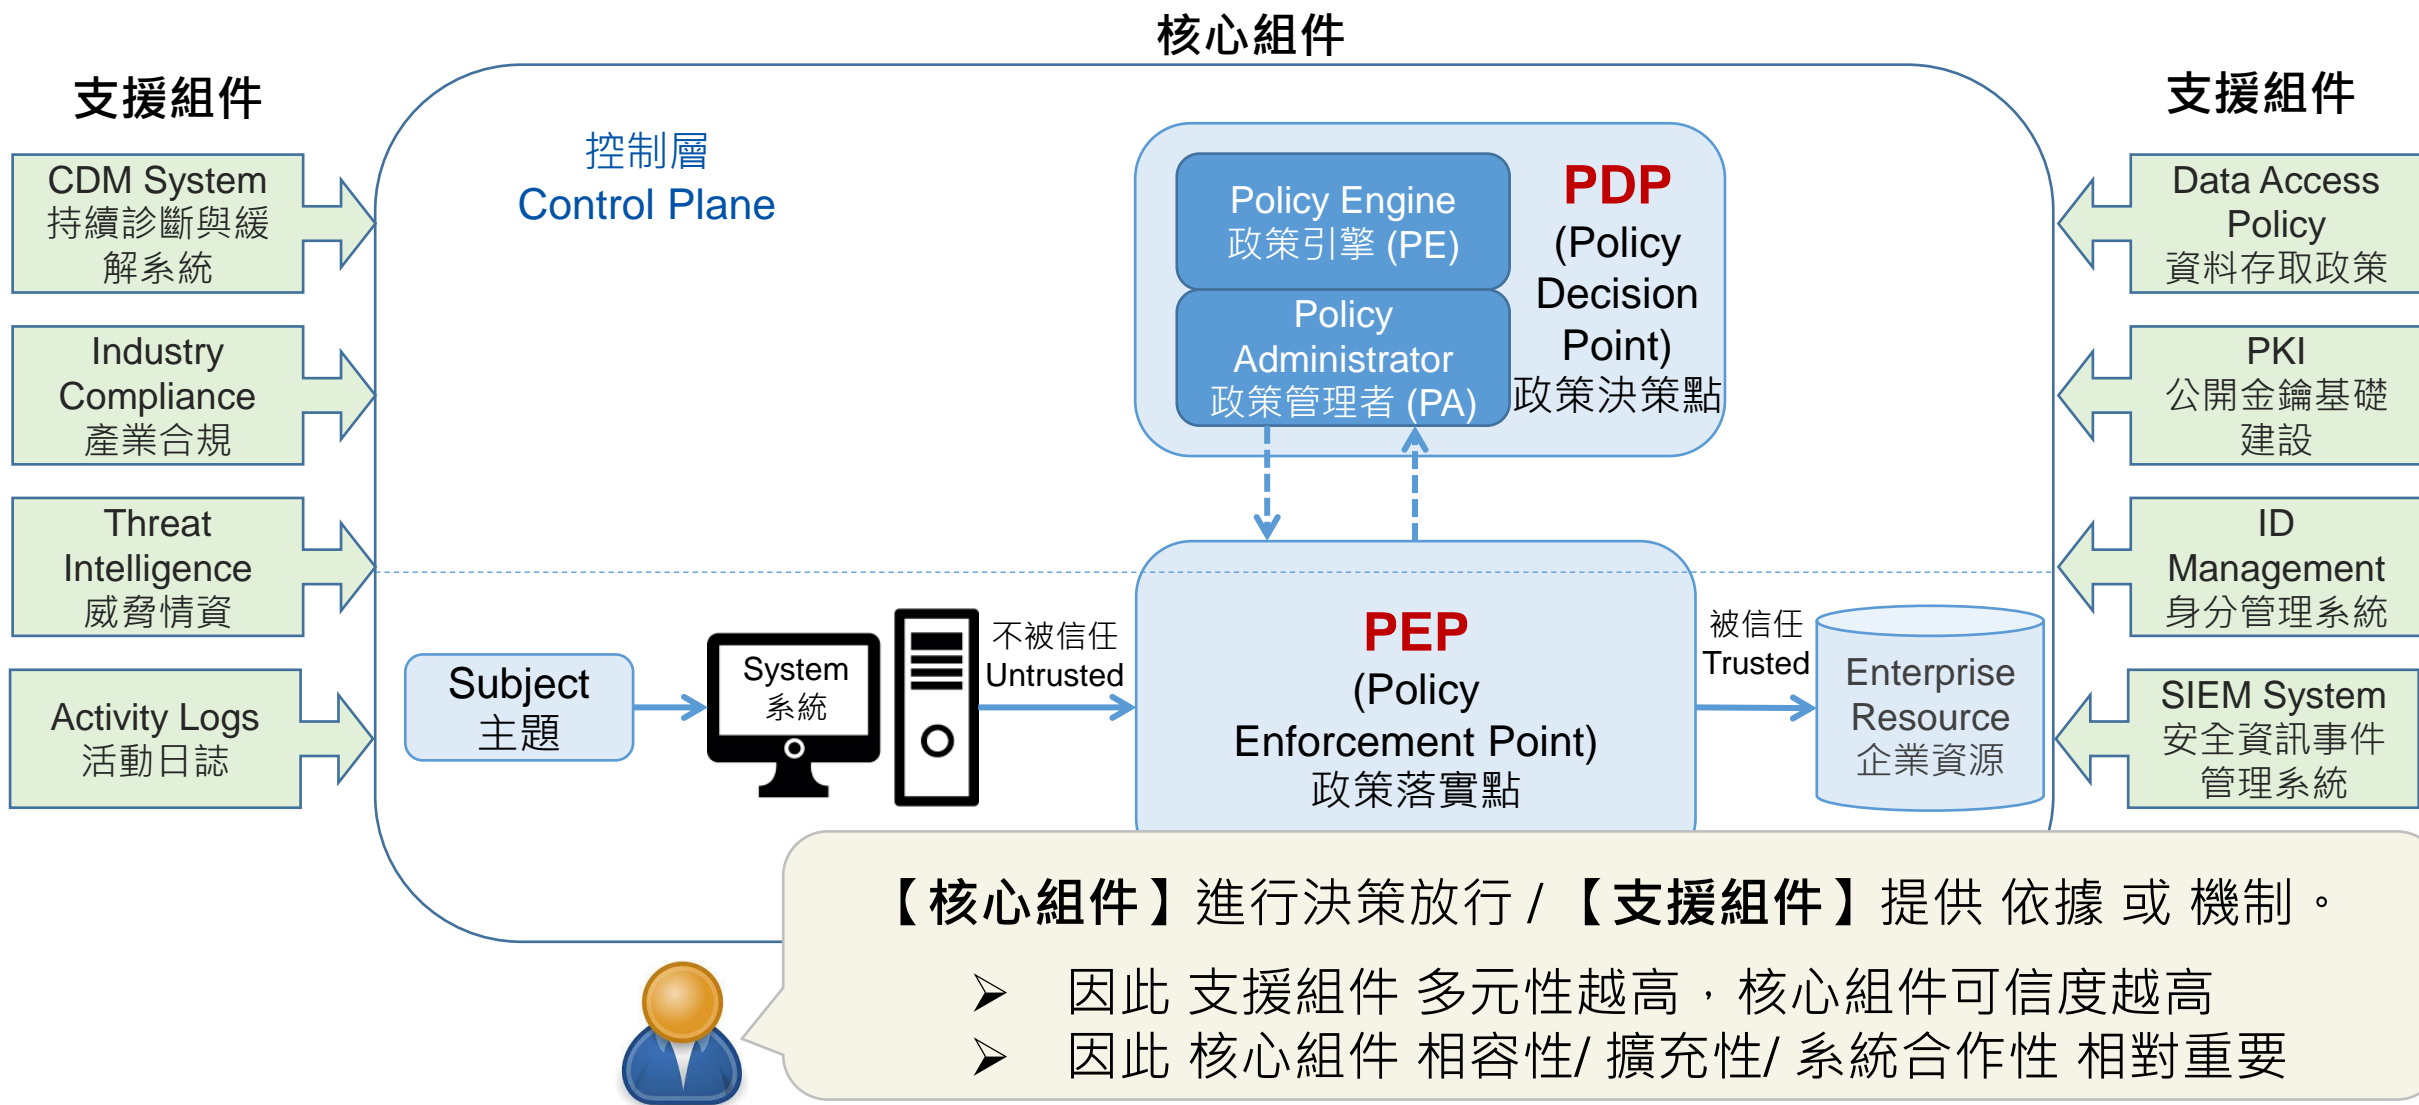 核心組件
支援組件
CDM System
持續診斷與緩
解系統
Industry
Compliance
產業合規
Threat
Intelligence
威脅情資
Activity Logs
活動日誌
控制層
Control Plane
Policy Engine
政策引擎 (PE)
Policy
Administrator
政策管理者 (PA)
PDP
(Policy
Decision
Point)
政策決策點
Subject
主題
System
系統
不被信任
Untrusted
PEP
(Policy
Enforcement Point)
政策落實點
被信任
Trusted
Enterprise
Resource
企業資源
支援組件
Data Access
Policy
資料存取政策
PKI
公開金鑰基礎
建設
ID
Management
身分管理系統
SIEM System
安全資訊事件
管理系統
【核心組件】進行決策放行 /【支援組件】提供 依據 或 機制。
➢ 因此 支援組件 多元性越高，核心組件可信度越高
➢ 因此 核心組件 相容性/ 擴充性/ 系統合作性 相對重要